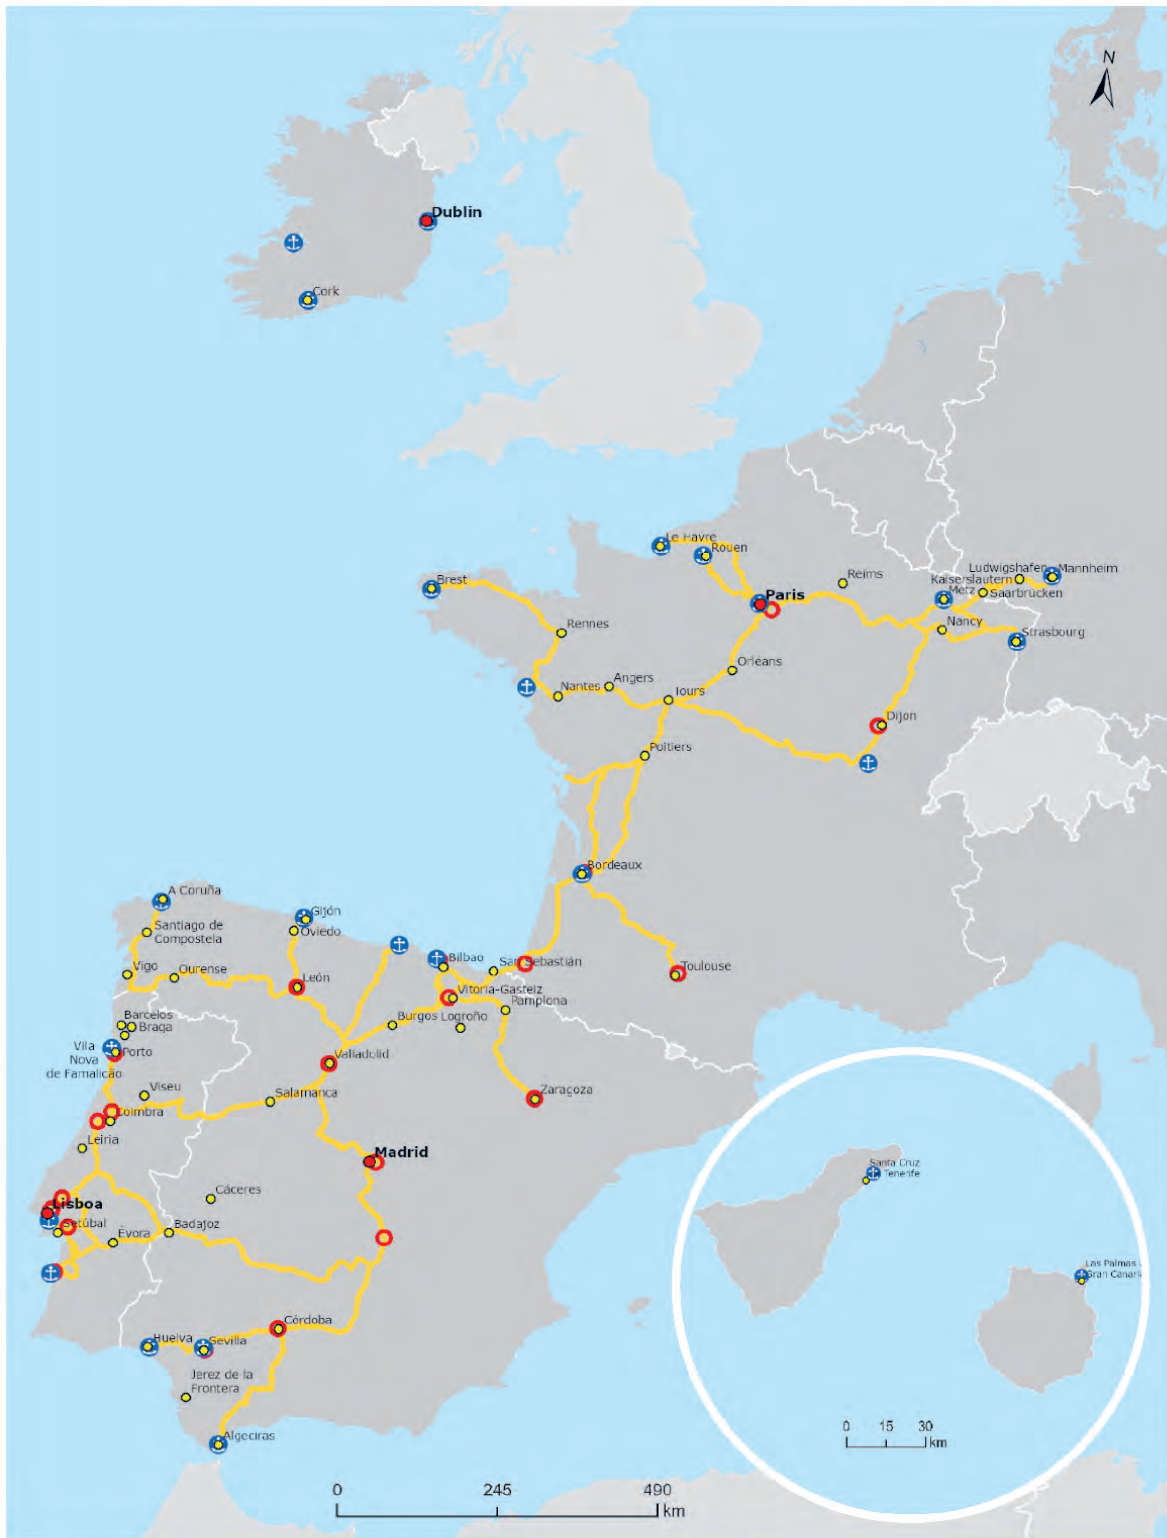 N
Dublin
Cork
Le Havre
Rouen
Reims
Ludwigshafen
Mannheim
Kaiserslautern
Metz
Saarbrücken
Brest
Paris
Nancy
Strasbourg
Rennes
Orléans
Nantes
Angers
Tours
Dijon
Poitiers
Bordeaux
A Coruña
Gijón
Santiago de
Compostela
Oviedo
Bilbao
San Sebastián
Toulouse
Vigo
Ourense
León
Vitoria-Gasteiz
Pamplona
Barcelos
Braga
Burgos
Logroño
Vila
Nova
de Famalicão
Porto
Valladolid
Viseu
Salamanca
Zaragoza
Coimbra
Leiria
Madrid
Santa Cruz
Tenerife
Cáceres
Lisboa
Setúbal
Évora
Badajoz
Las Palmas
Gran Canaria
Córdoba
Huelva
Sevilla
Jerez de la
Frontera
Algeciras
0 15 30
km
0 245 490
km